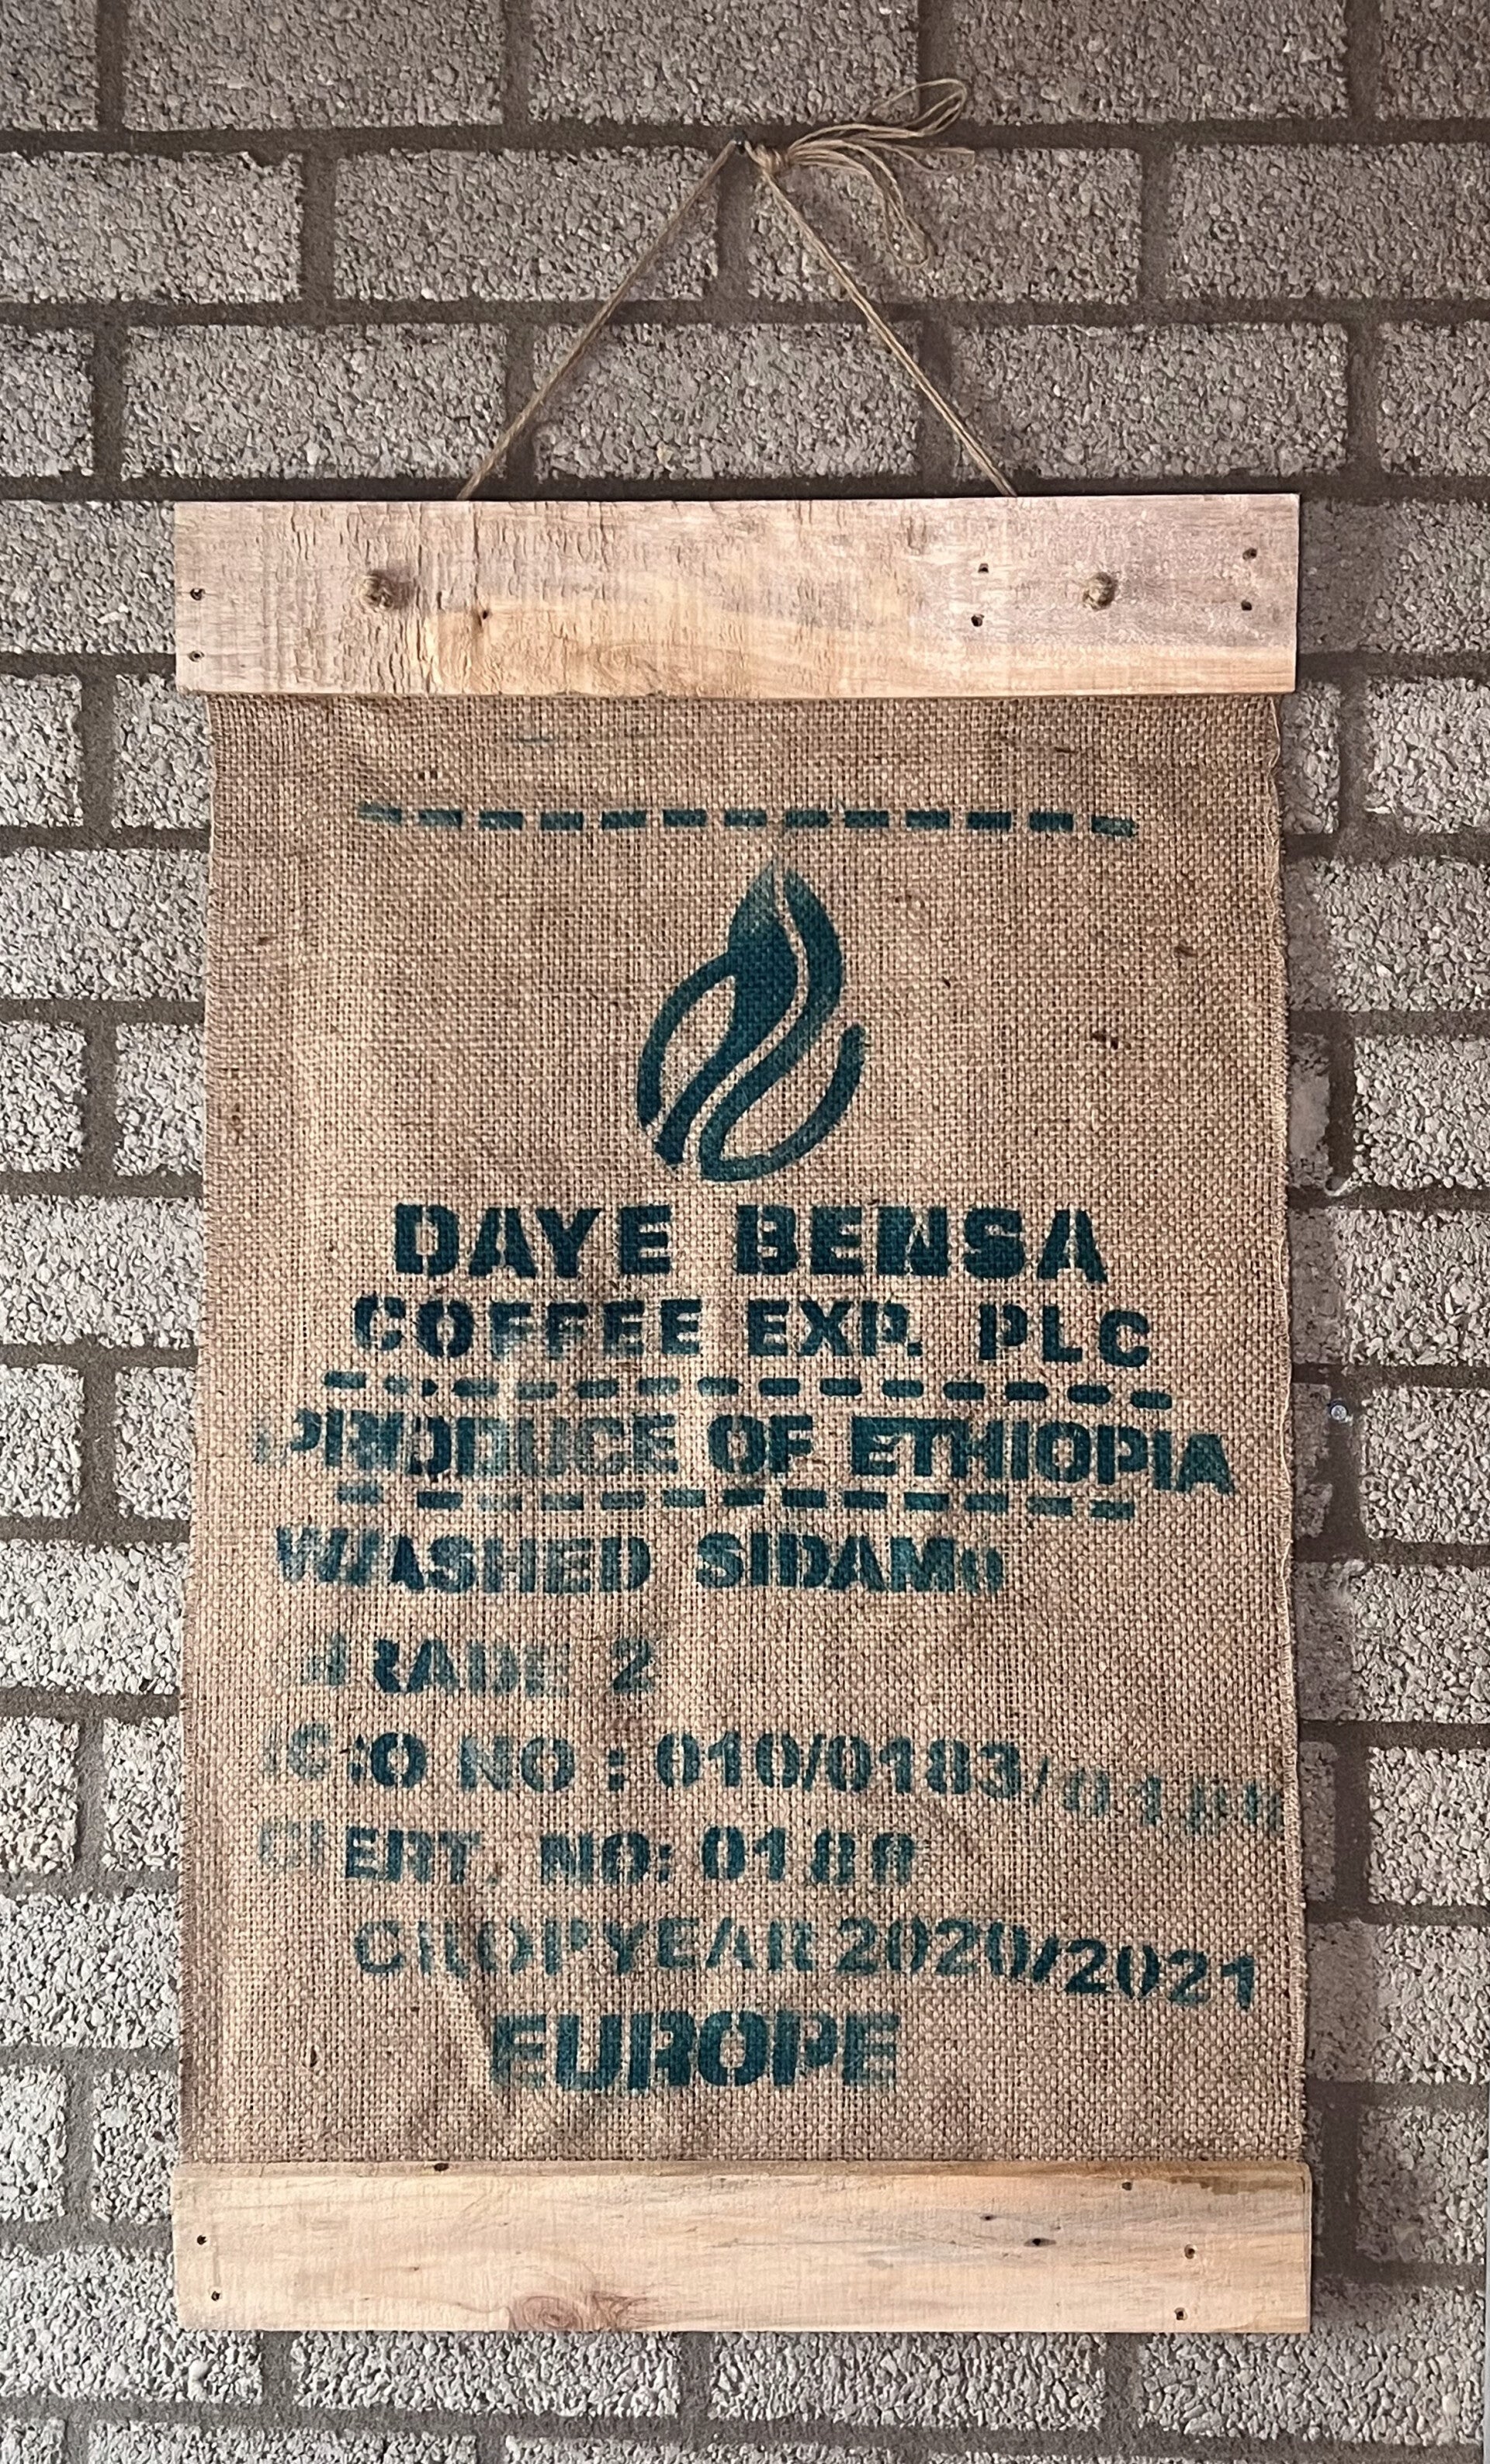 DAYE BENSA
COFFEE EXP. PLC
PRODUCE OF ETHIOPIA
WASHED SIDAMO
GRADE 2
ICO NO : 010/0183/
CERT. NO:
CROPYEAR 2020/2021
EUROPE